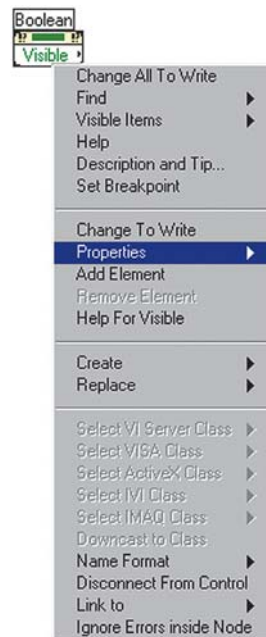 Boolean
Visible
Change All To Write
Find
Visible Items
Help
Description and Tip...
Set Breakpoint
Change To Write
Properties
Add Element
Remove Element
Help For Visible
Create
Replace
Select VI Server Class
Select VISA Class
Select ActiveX Class
Select IVI Class
Select IMAQ Class
Downcast to Class
Name Format
Disconnect From Control
Link to
Ignore Errors inside Node